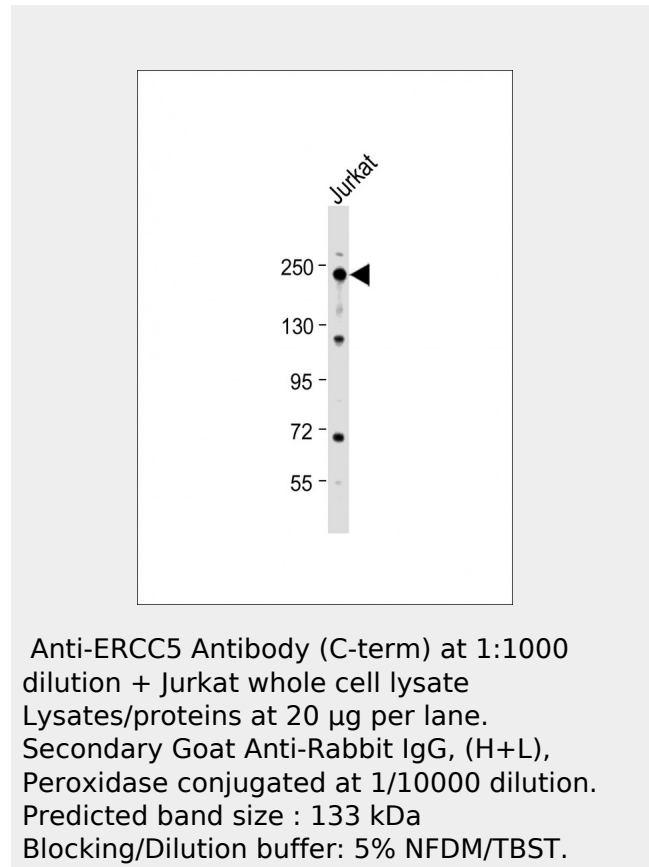 Jurkat
250
130
95
72
55
Anti-ERCC5 Antibody (C-term) at 1:1000
dilution + Jurkat whole cell lysate
Lysates/proteins at 20 µg per lane.
Secondary Goat Anti-Rabbit IgG, (H+L),
Peroxidase conjugated at 1/10000 dilution.
Predicted band size : 133 kDa
Blocking/Dilution buffer: 5% NFDM/TBST.